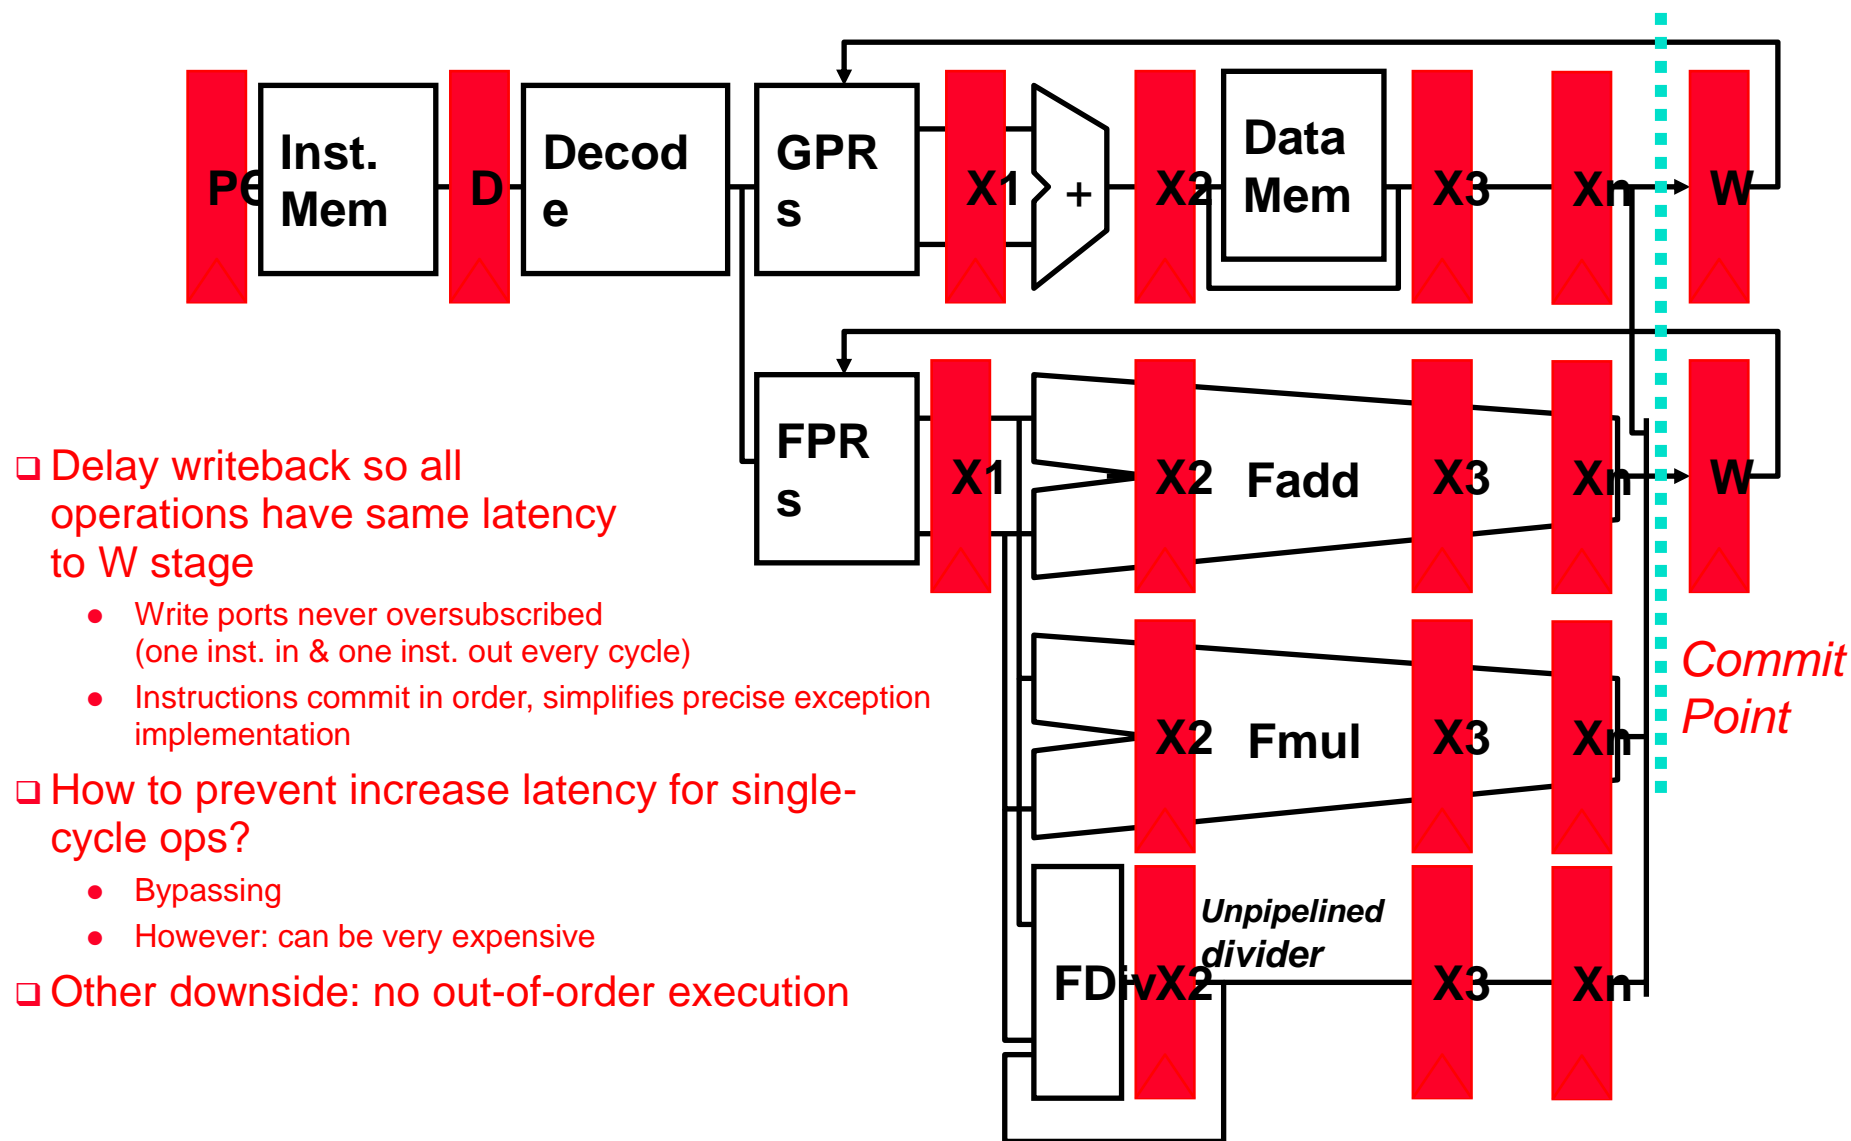 PC
Inst.
Mem
D
Decod
e
GPR
s
X1
+
X2
Data
Mem
X3
Xn
W
FPR
s
X1
X2
Fadd
X3
Xn
W
X2
Fmul
X3
Xn
Commit
Point
FDiv
X2
Unpipelined
divider
X3
Xn
Delay writeback so all
operations have same latency
to W stage
Write ports never oversubscribed
(one inst. in & one inst. out every cycle)
Instructions commit in order, simplifies precise exception
implementation
How to prevent increase latency for single-
cycle ops?
Bypassing
However: can be very expensive
Other downside: no out-of-order execution